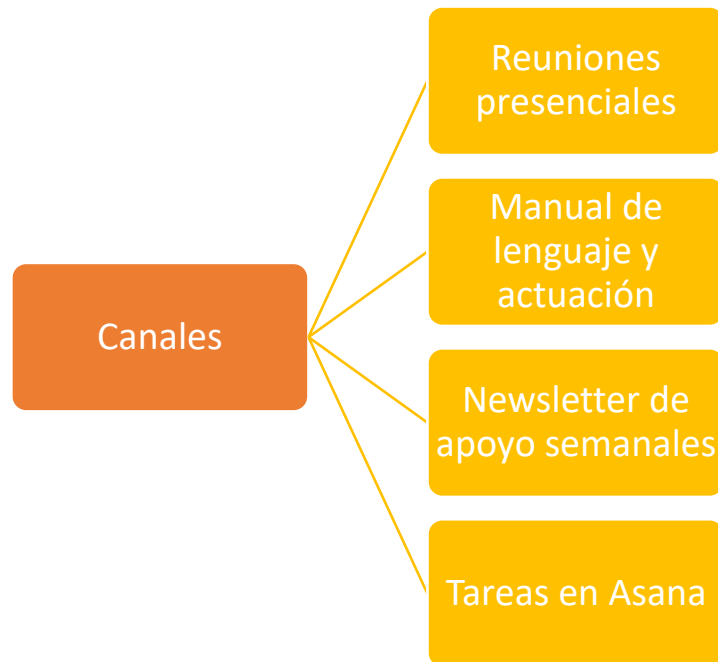 Reuniones
presenciales
Manual de
lenguaje y
actuación
Canales
Newsletter de
apoyo semanales
Tareas en Asana